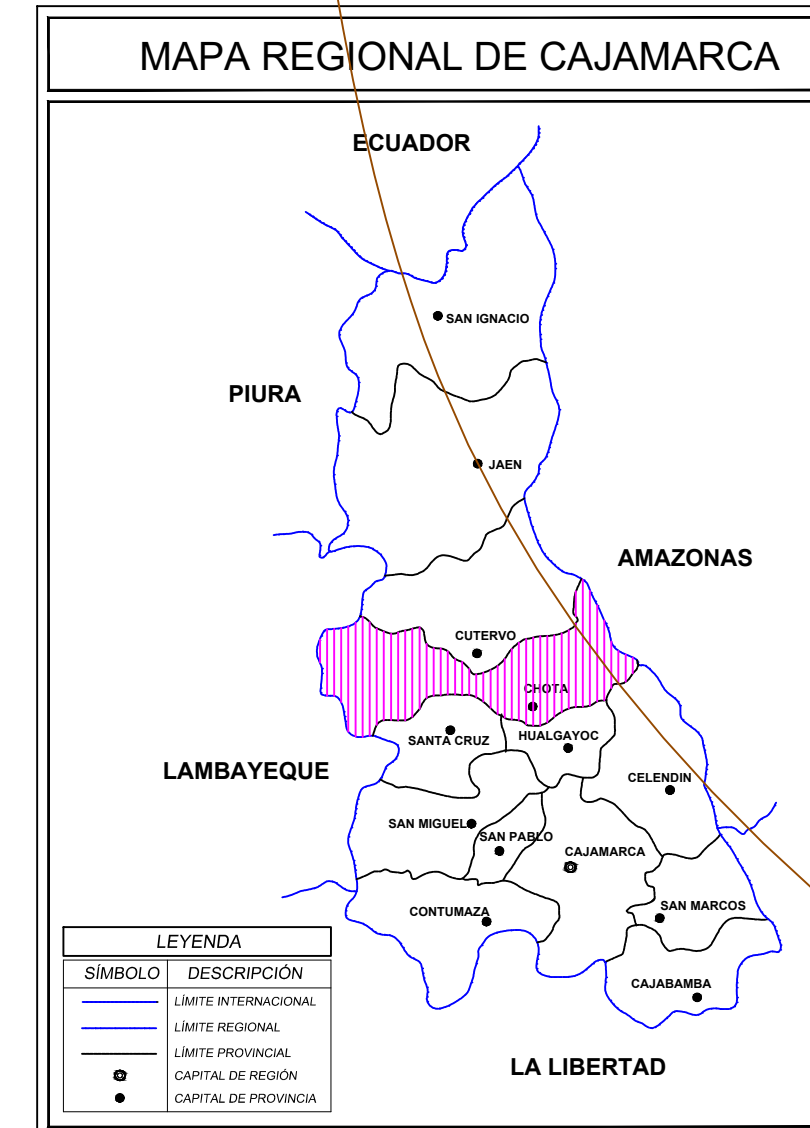 MAPA REGIONAL DE CAJAMARCA
ECUADOR
SAN IGNACIO
PIURA
JAEN
AMAZONAS
CUTERVO
CHOTA
SANTA CRUZ
HUALGAYOC
LAMBAYEQUE
CELENDIN
SAN MIGUEL
SAN PABLO
CAJAMARCA
CONTUMAZA
SAN MARCOS
CAJABAMBA
LA LIBERTAD
LEYENDA
SÍMBOLO DESCRIPCIÓN
LÍMITE INTERNACIONAL
LÍMITE REGIONAL
LÍMITE PROVINCIAL
CAPITAL DE REGIÓN
CAPITAL DE PROVINCIA